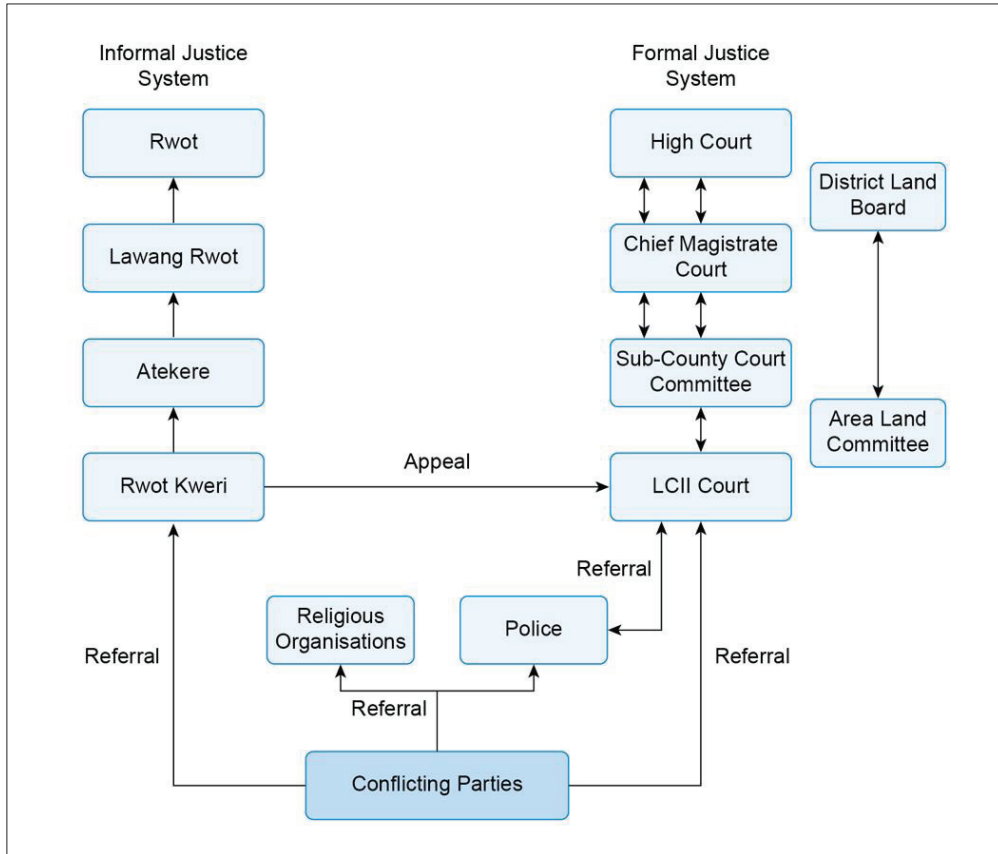 Informal Justice
System
Formal Justice
System
Rwot
High Court
District Land
Board
Lawang Rwot
Chief Magistrate
Court
Atekere
Sub-County Court
Committee
Area Land
Committee
Rwot Kweri
Appeal
LCII Court
Referral
Religious
Organisations
Police
Referral
Referral
Referral
Conflicting Parties